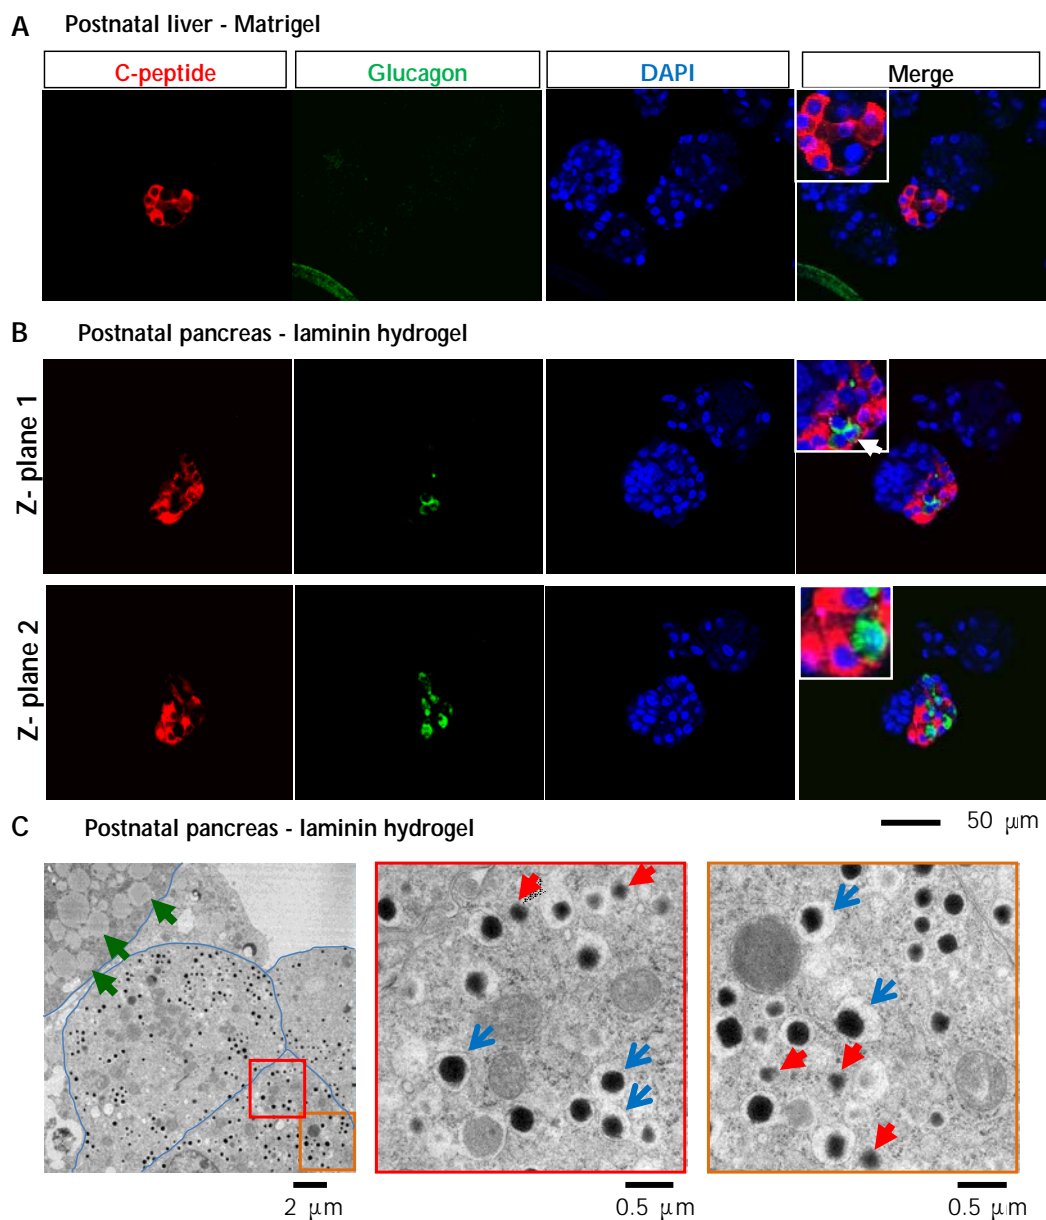 A Postnatal liver - Matrigel
C-peptide Glucagon DAPI Merge
B Postnatal pancreas - laminin hydrogel
Z- plane 1
Z- plane 2
50 μm
C Postnatal pancreas - laminin hydrogel
2 μm 0.5 μm 0.5 μm